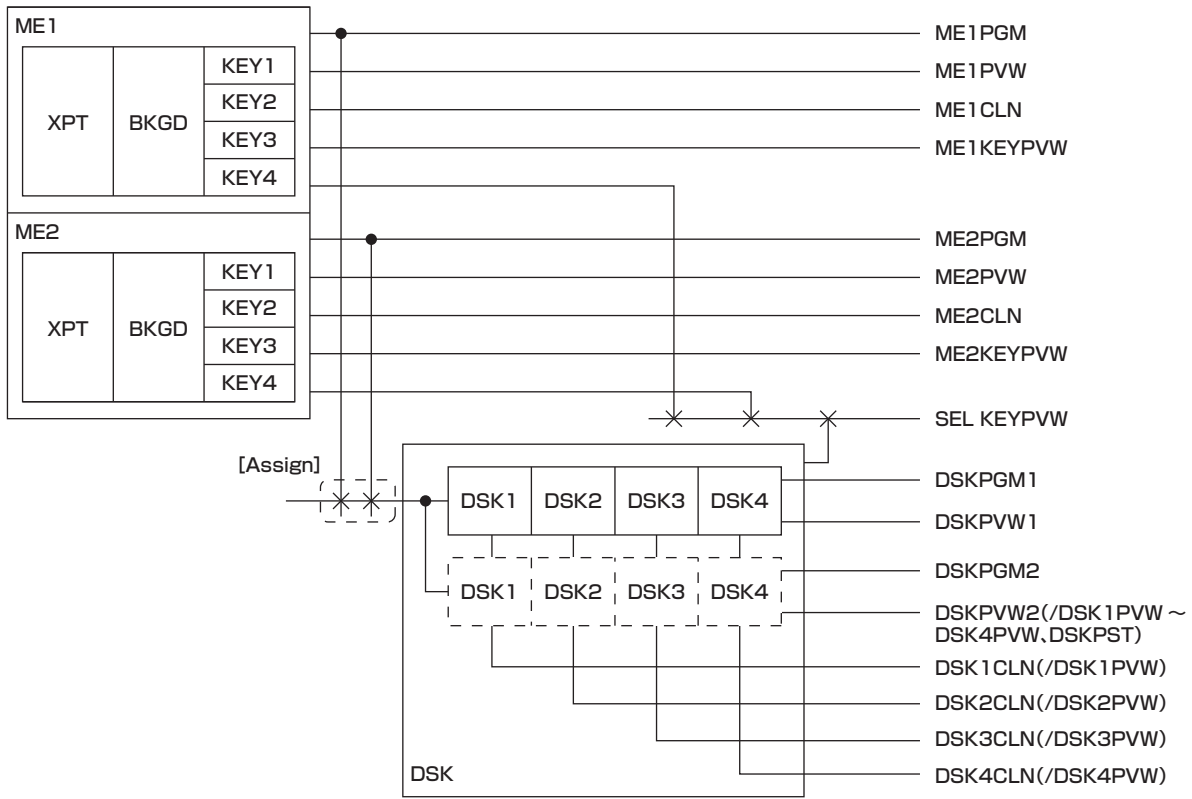 ME1
XPT
BKGD
KEY1
KEY2
KEY3
KEY4
ME1PGM
ME1PVW
ME1CLN
ME1KEYPVW
ME2
XPT
BKGD
KEY1
KEY2
KEY3
KEY4
ME2PGM
ME2PVW
ME2CLN
ME2KEYPVW
SEL KEYPVW
[Assign]
DSK1
DSK2
DSK3
DSK4
DSKPGM1
DSKPVW1
DSK1
DSK2
DSK3
DSK4
DSKPGM2
DSKPVW2(/DSK1PVW～
DSK4PVW、DSKPST)
DSK1CLN(/DSK1PVW)
DSK2CLN(/DSK2PVW)
DSK3CLN(/DSK3PVW)
DSK
DSK4CLN(/DSK4PVW)